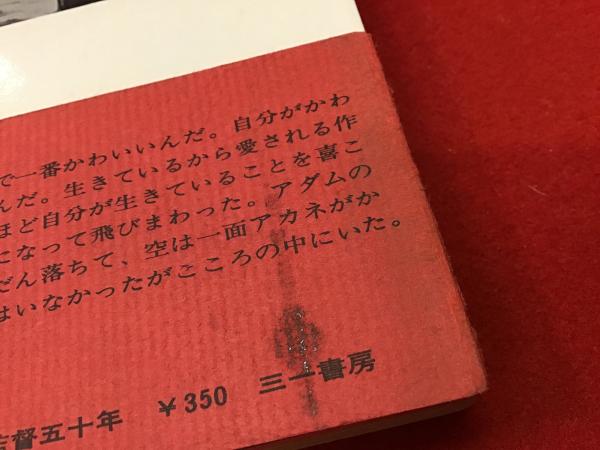 で一番かわいいんだ。自分がかわ
んだ。生きているから愛される作
ほど自分が生きていることを喜こ
になって飛びまわった。アダムの
だん落ちて、空は一面アカネがか
はいなかったがこころの中にいた。
監督五十年 ￥350 三一書房